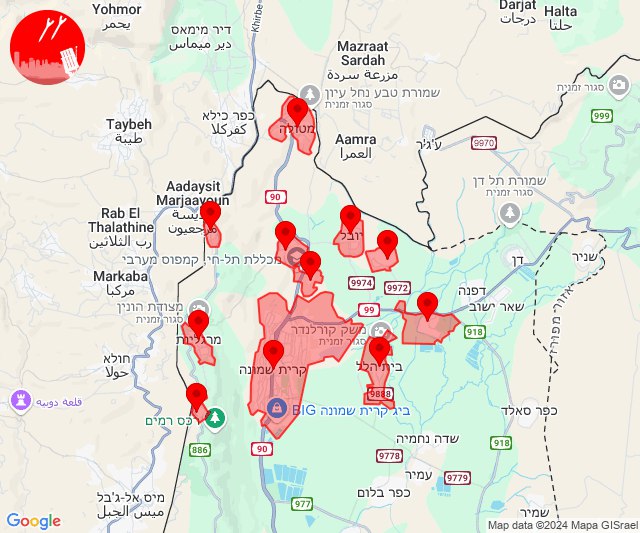 Yohmor
يحمر
דיר מימאס
دير ميماس
Khirbe
Darjat
درجات
Halta
حلتا
Mazraat
Sardah
مزرعة سردة
שמורת טבע נחל עיון
סגור זמנית
סגור זמנית
999
Taybeh
طيبة
כפר כילא
كفركلا
מטולה
Aamra
العمرا
ע'ג'ר
9970
Aadaysit
Marjaayoun
90
שמורת תל דן
סגור זמנית
Rab El
Thalathine
رب الثلاثين
יובל
מכללת תל-חי קמפוס מערבי
דן
שניר
Markaba
مركبا
9974
9972
דפנה
שאר ישוב
מצודת הונין
סגור זמנית
99
918
אזור מפורז
משק קורלנדר
סגור זמנית
מרגליות
חולא
حولا
קרית שמונה
בית הלל
9888
قلعة دوبيه
BIG ביג קרית שמונה
כפר סאלד
886
90
שדה נחמיה
9778
918
עמיר
9779
מיס אל-ג'בל
ميس الجبل
977
כפר בלום
שמיר
Google
Map data ©2024 Mapa GISrael